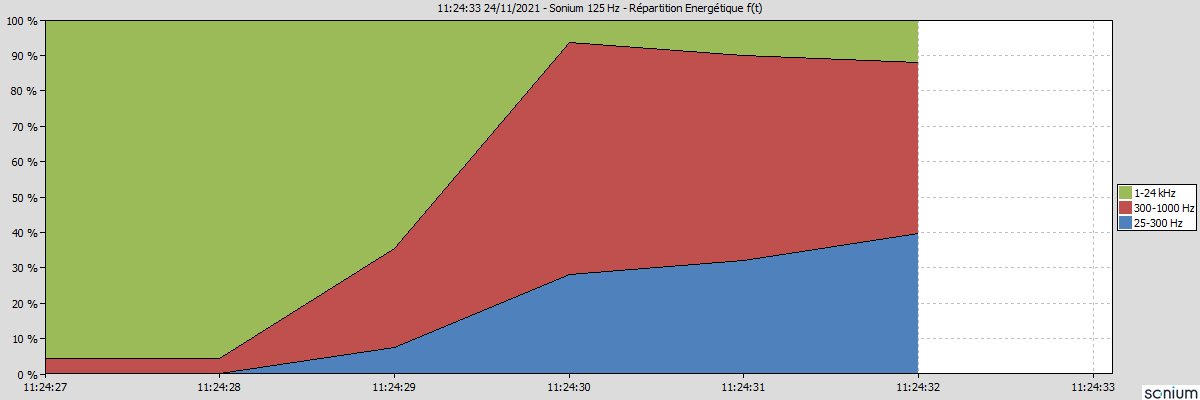 11:24:33 24/11/2021 - Sonium 125 Hz - Répartition Energétique f(t)
100 %
90 %
80 %
70 %
60 %
50 %
40 %
30 %
20 %
10 %
0 %
1-24 kHz
300-1000 Hz
25-300 Hz
11:24:27 11:24:28 11:24:29 11:24:30 11:24:31 11:24:32 11:24:33
sonium